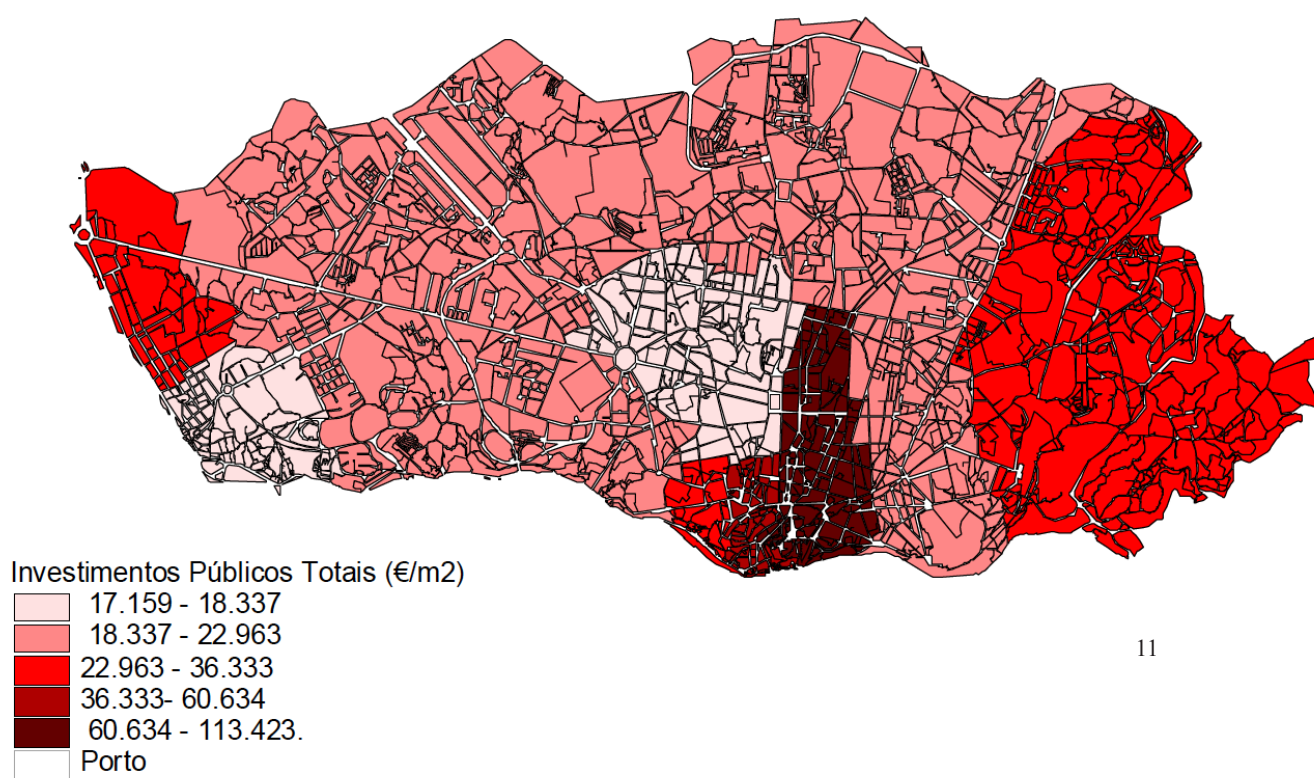 Investimentos Públicos Totais (€/m2)
17.159 - 18.337
18.337 - 22.963
22.963 - 36.333
36.333- 60.634
60.634 - 113.423.
Porto
11